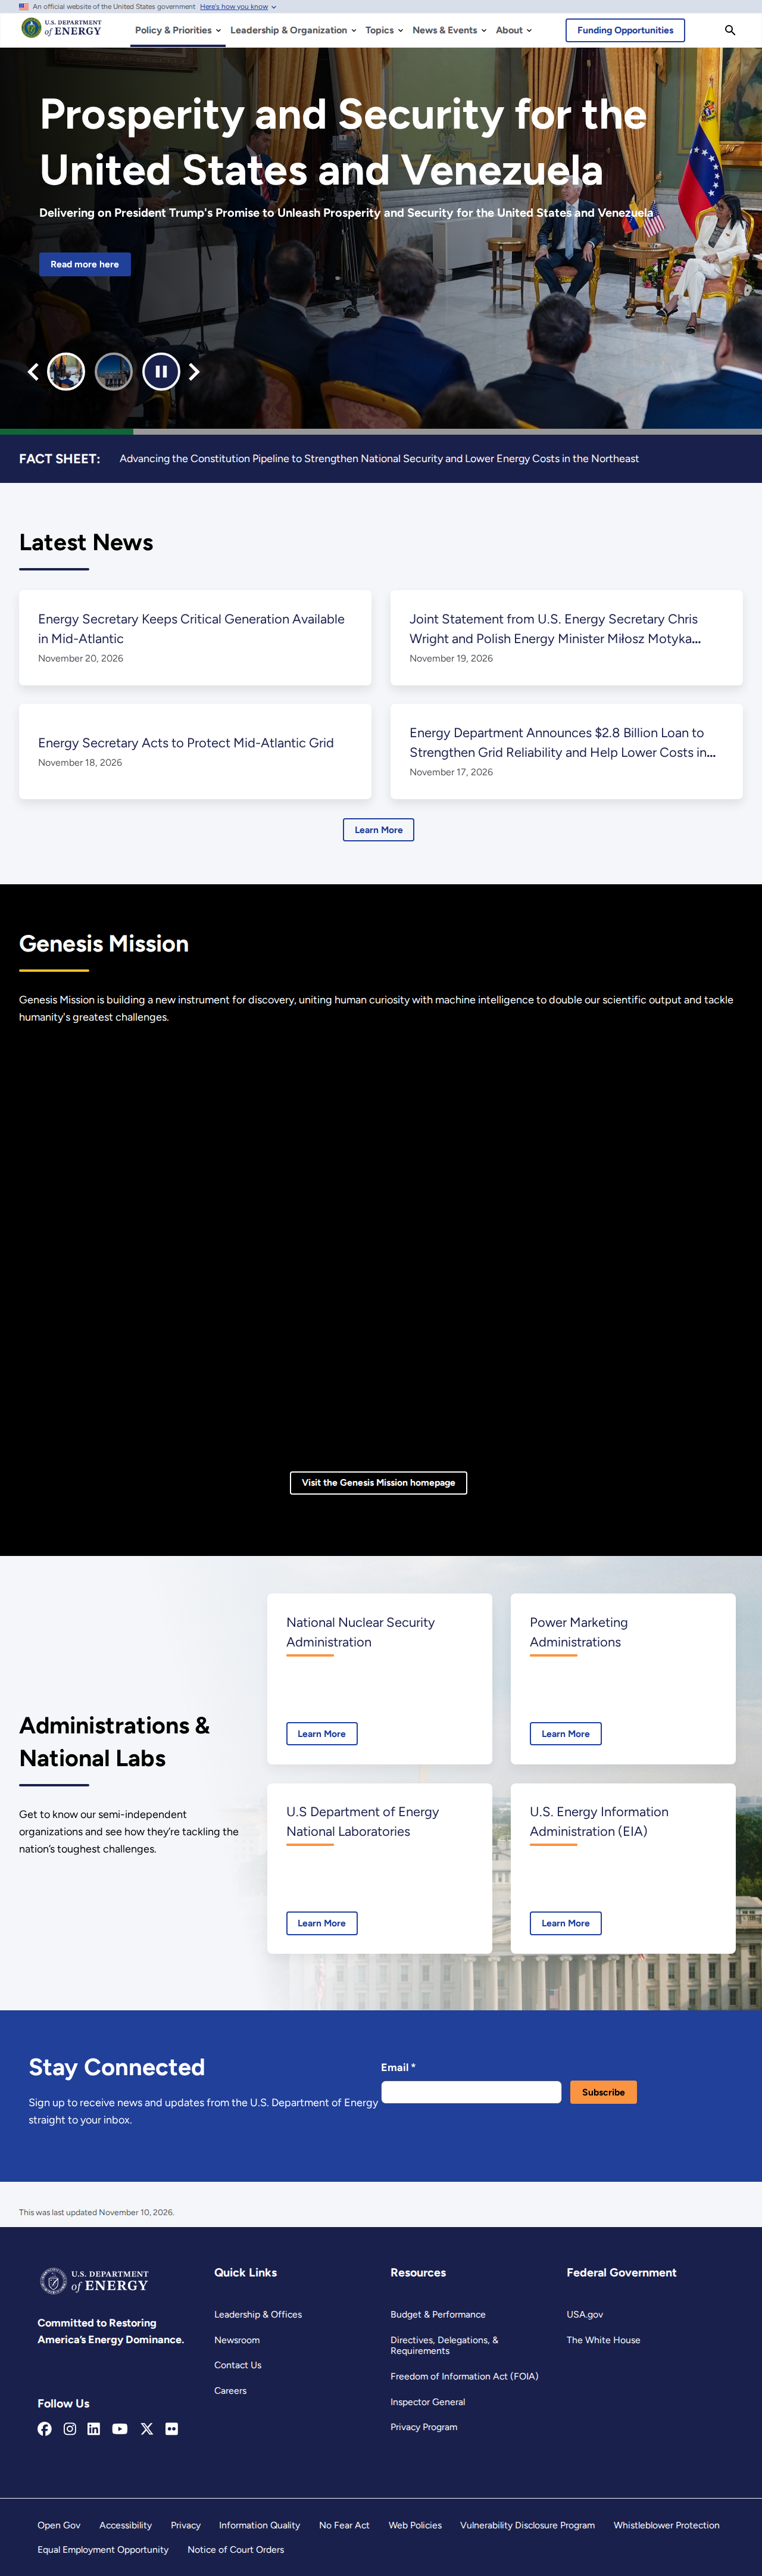 An official website of the United States government Here's how you know
U.S. DEPARTMENT
of ENERGY
Policy & Priorities
Leadership & Organization
Topics
News & Events
About
Funding Opportunities
Prosperity and Security for the
United States and Venezuela
Delivering on President Trump's Promise to Unleash Prosperity and Security for the United States and Venezuela
Read more here
FACT SHEET: Advancing the Constitution Pipeline to Strengthen National Security and Lower Energy Costs in the Northeast
Latest News
Energy Secretary Keeps Critical Generation Available
in Mid-Atlantic
November 20, 2026
Joint Statement from U.S. Energy Secretary Chris
Wright and Polish Energy Minister Miłosz Motyka...
November 19, 2026
Energy Secretary Acts to Protect Mid-Atlantic Grid
November 18, 2026
Energy Department Announces $2.8 Billion Loan to
Strengthen Grid Reliability and Help Lower Costs in...
November 17, 2026
Learn More
Genesis Mission
Genesis Mission is building a new instrument for discovery, uniting human curiosity with machine intelligence to double our scientific output and tackle
humanity's greatest challenges.
Visit the Genesis Mission homepage
Administrations &
National Labs
Get to know our semi-independent
organizations and see how they're tackling the
nation's toughest challenges.
National Nuclear Security
Administration
Learn More
Power Marketing
Administrations
Learn More
U.S Department of Energy
National Laboratories
Learn More
U.S. Energy Information
Administration (EIA)
Learn More
Stay Connected
Sign up to receive news and updates from the U.S. Department of Energy
straight to your inbox.
Email *
Subscribe
This was last updated November 10, 2026.
U.S. DEPARTMENT
of ENERGY
Committed to Restoring
America's Energy Dominance.
Follow Us
Quick Links
Leadership & Offices
Newsroom
Contact Us
Careers
Resources
Budget & Performance
Directives, Delegations, &
Requirements
Freedom of Information Act (FOIA)
Inspector General
Privacy Program
Federal Government
USA.gov
The White House
Open Gov
Accessibility
Privacy
Information Quality
No Fear Act
Web Policies
Vulnerability Disclosure Program
Whistleblower Protection
Equal Employment Opportunity
Notice of Court Orders